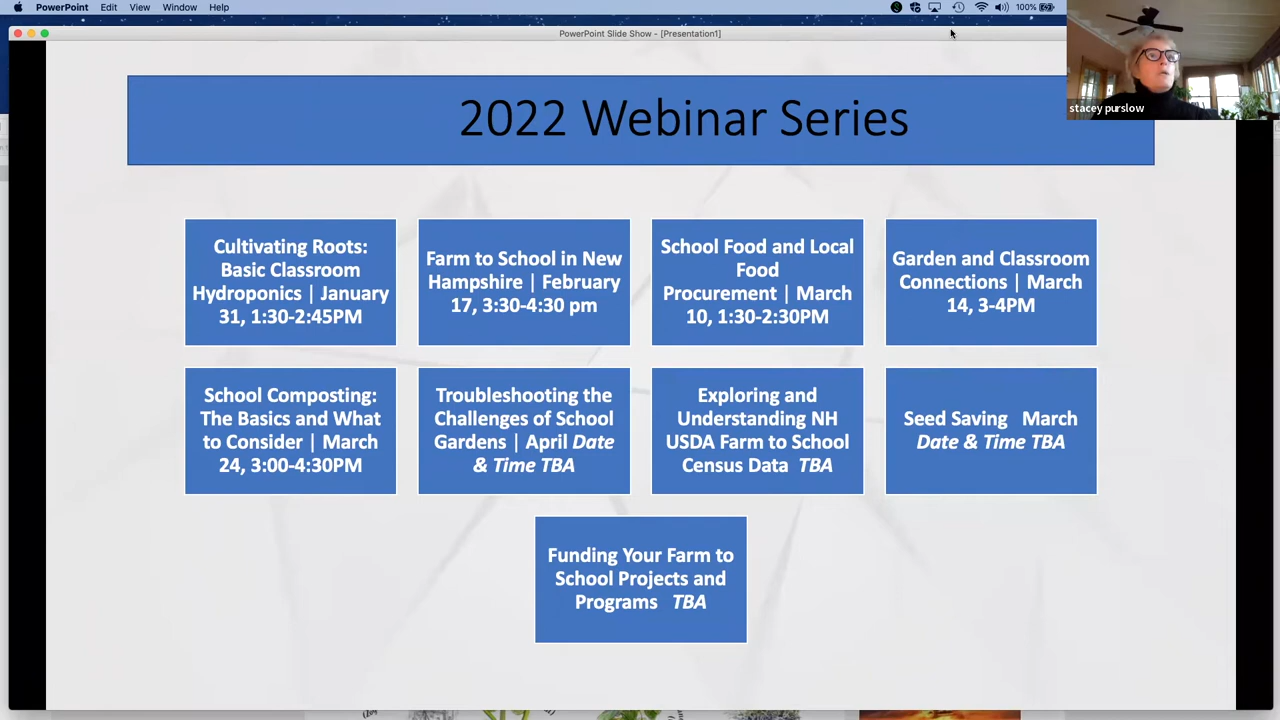 PowerPoint Edit View Window Help
100%
PowerPoint Slide Show - [Presentation1]
stacey purslow
2022 Webinar Series
Cultivating Roots:
Basic Classroom
Hydroponics | January
31, 1:30-2:45PM
Farm to School in New
Hampshire | February
17, 3:30-4:30 pm
School Food and Local
Food
Procurement | March
10, 1:30-2:30PM
Garden and Classroom
Connections | March
14, 3-4PM
School Composting:
The Basics and What
to Consider | March
24, 3:00-4:30PM
Troubleshooting the
Challenges of School
Gardens | April Date
& Time TBA
Exploring and
Understanding NH
USDA Farm to School
Census Data TBA
Seed Saving March
Date & Time TBA
Funding Your Farm to
School Projects and
Programs TBA